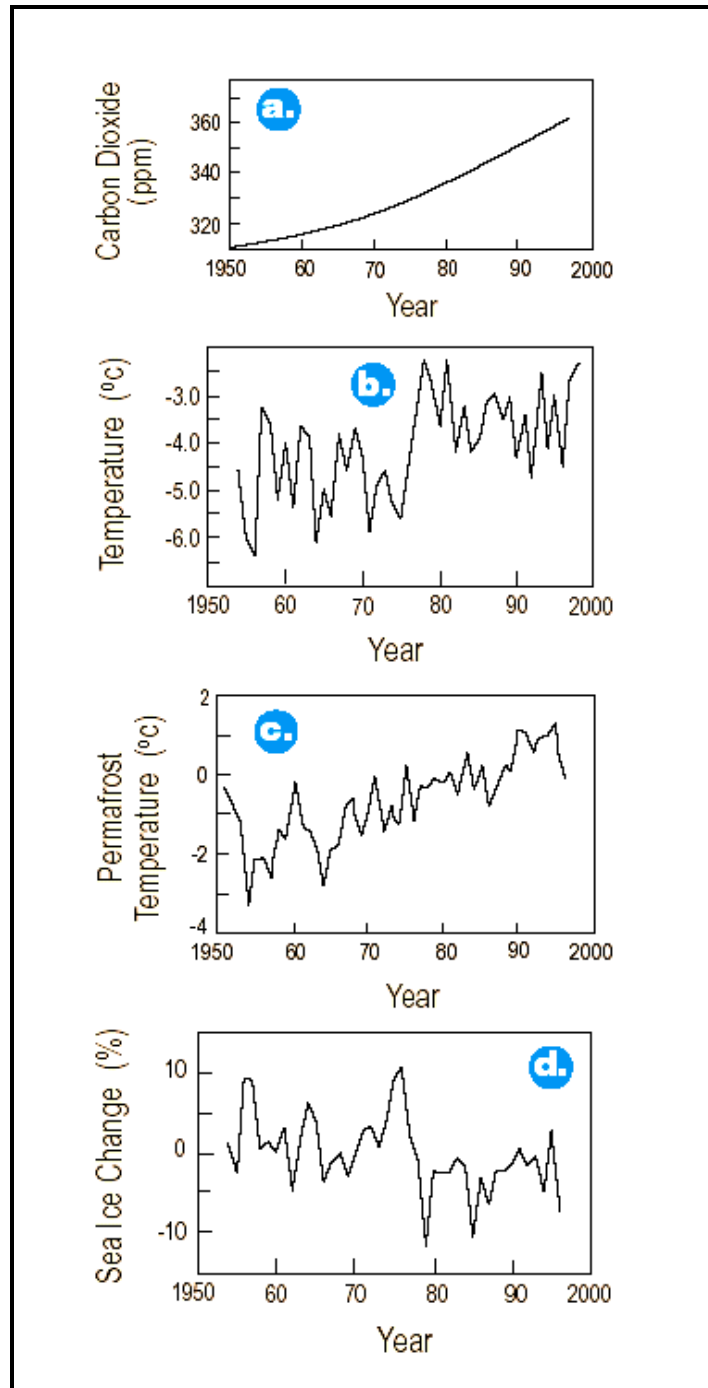 a.
Carbon Dioxide
(ppm)
360
340
320
1950 60 70 80 90 2000
Year
b.
Temperature (ºc)
-3.0
-4.0
-5.0
-6.0
1950 60 70 80 90 2000
Year
c.
Permafrost
Temperature (ºc)
2
0
-2
-4
1950 60 70 80 90 2000
Year
d.
Sea Ice Change (%)
10
0
-10
1950 60 70 80 90 2000
Year